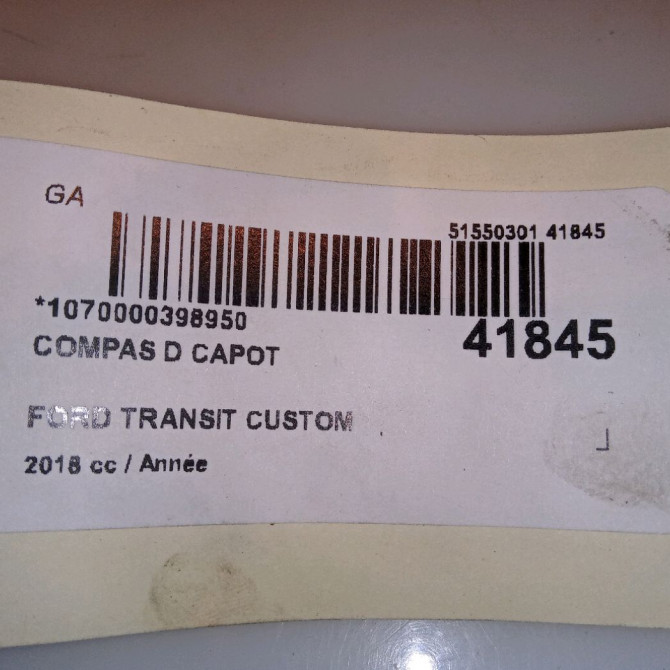 GA
51550301 41845
*1070000398950
41845
COMPAS D CAPOT
FORD TRANSIT CUSTOM
2018 cc / Année